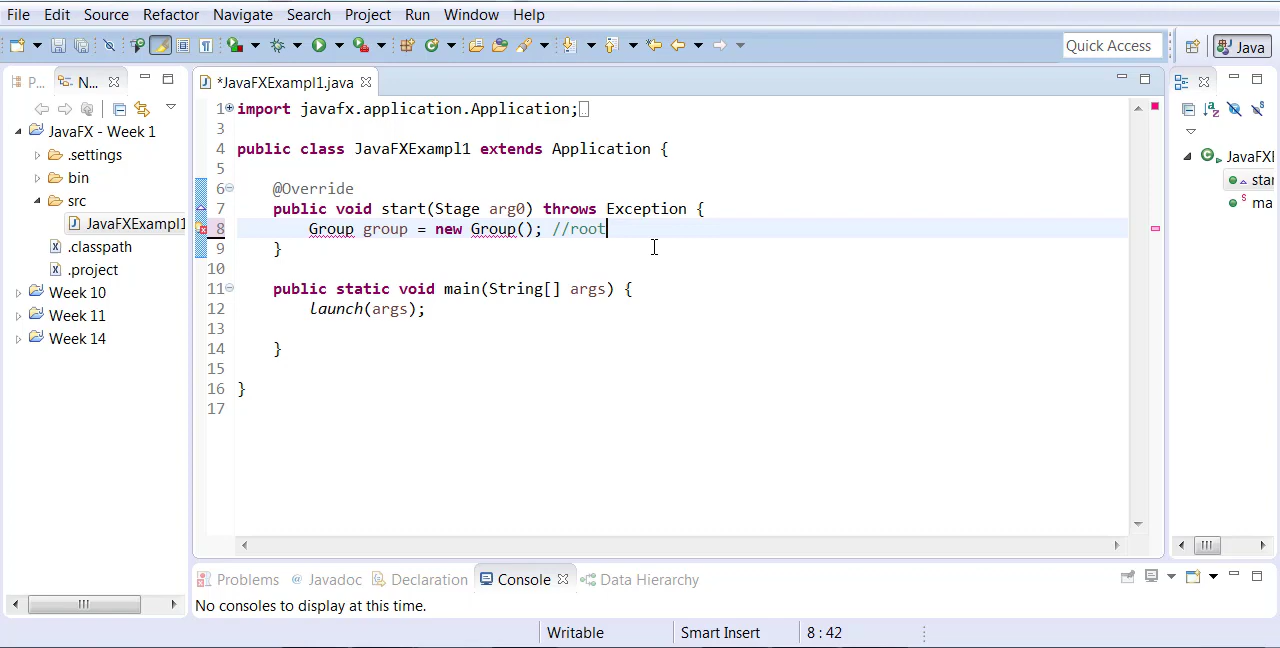 File Edit Source Refactor Navigate Search Project Run Window Help
Quick Access Java
P... N... *JavaFXExampl1.java
JavaFX - Week 1
.settings
bin
src
JavaFXExampl1
.classpath
.project
Week 10
Week 11
Week 14
1 import javafx.application.Application;
3
4 public class JavaFXExampl1 extends Application {
5
6 @Override
7 public void start(Stage arg0) throws Exception {
8 Group group = new Group(); //root
9 }
10
11 public static void main(String[] args) {
12 launch(args);
13
14 }
15
16 }
17
JavaFXI
star
ma
Problems @ Javadoc Declaration Console Data Hierarchy
No consoles to display at this time.
Writable Smart Insert 8 : 42